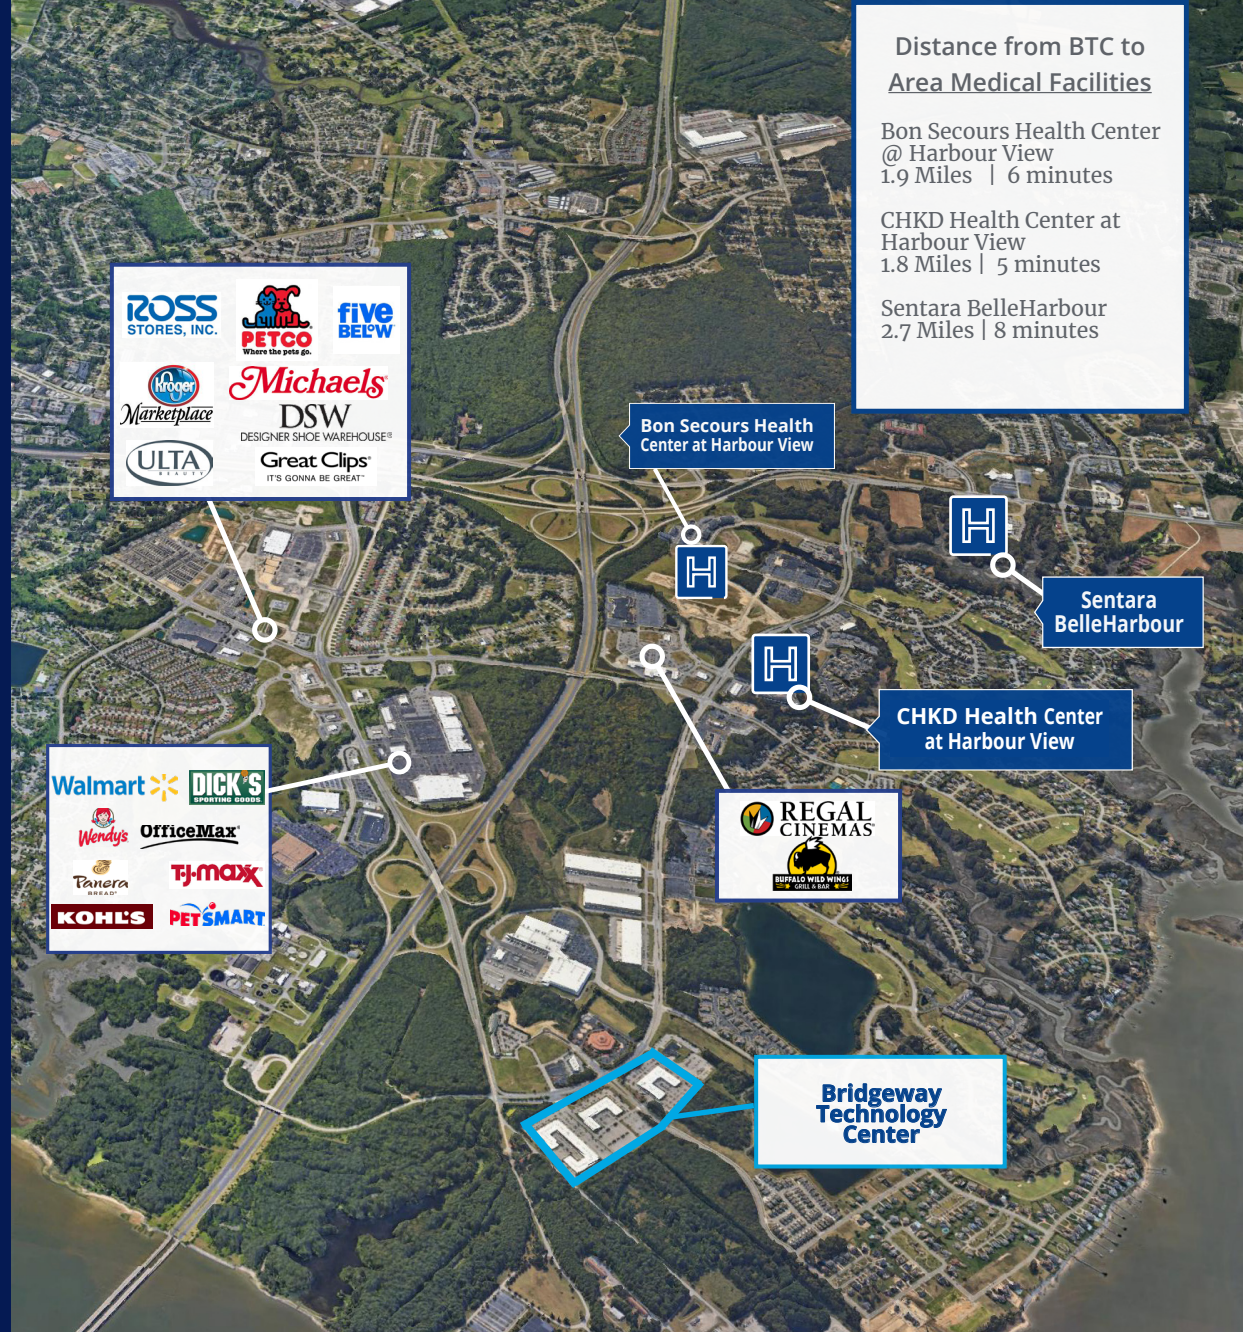 Distance from BTC to
Area Medical Facilities
Bon Secours Health Center
@ Harbour View
1.9 Miles | 6 minutes
CHKD Health Center at
Harbour View
1.8 Miles | 5 minutes
Sentara BelleHarbour
2.7 Miles | 8 minutes
ROSS
STORES, INC.
PETCO
Where the pets go.
five
BELOW
Kroger
Marketplace
Michaels
DSW
DESIGNER SHOE WAREHOUSE®
ULTA
BEAUTY
Great Clips®
IT'S GONNA BE GREAT™
Bon Secours Health
Center at Harbour View
H
H
Sentara
BelleHarbour
H
CHKD Health Center
at Harbour View
Walmart
DICK'S
SPORTING GOODS
Wendy's
OfficeMax®
Panera
BREAD®
T·J·maxx
KOHL'S
PETSMART
REGAL
CINEMAS
BUFFALO WILD WINGS
GRILL & BAR
Bridgeway
Technology
Center